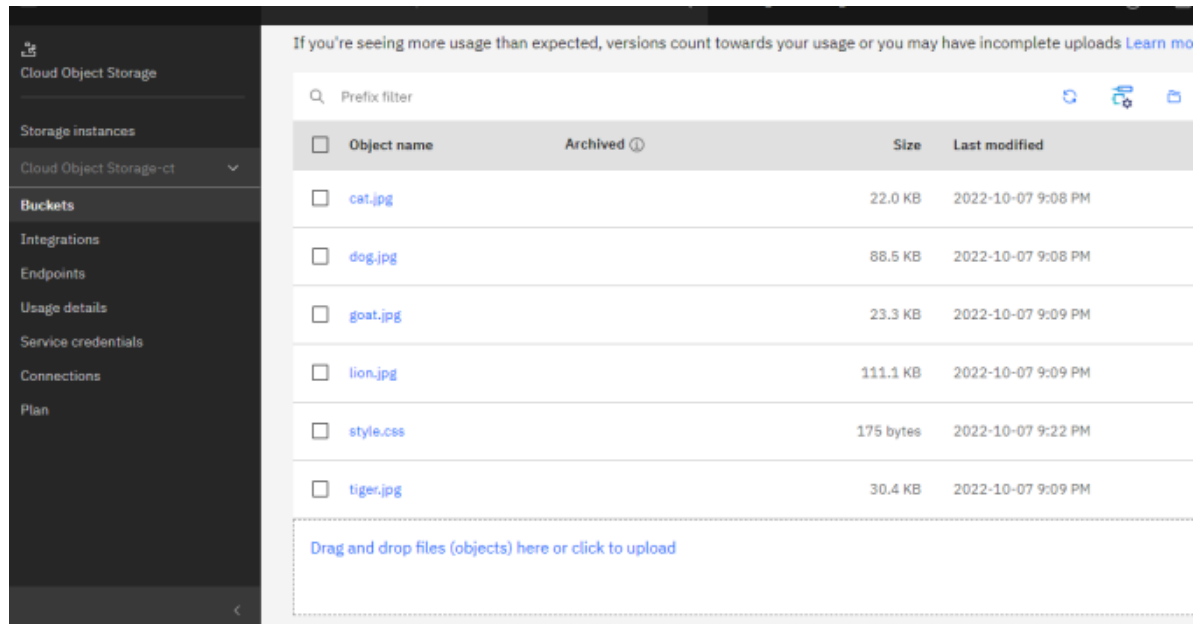 Cloud Object Storage
Storage instances
Cloud Object Storage-ct
Buckets
Integrations
Endpoints
Usage details
Service credentials
Connections
Plan
If you're seeing more usage than expected, versions count towards your usage or you may have incomplete uploads Learn mo
Prefix filter
Object name Archived Size Last modified
cat.jpg 22.0 KB 2022-10-07 9:08 PM
dog.jpg 88.5 KB 2022-10-07 9:08 PM
goat.jpg 23.3 KB 2022-10-07 9:09 PM
lion.jpg 111.1 KB 2022-10-07 9:09 PM
style.css 175 bytes 2022-10-07 9:22 PM
tiger.jpg 30.4 KB 2022-10-07 9:09 PM
Drag and drop files (objects) here or click to upload